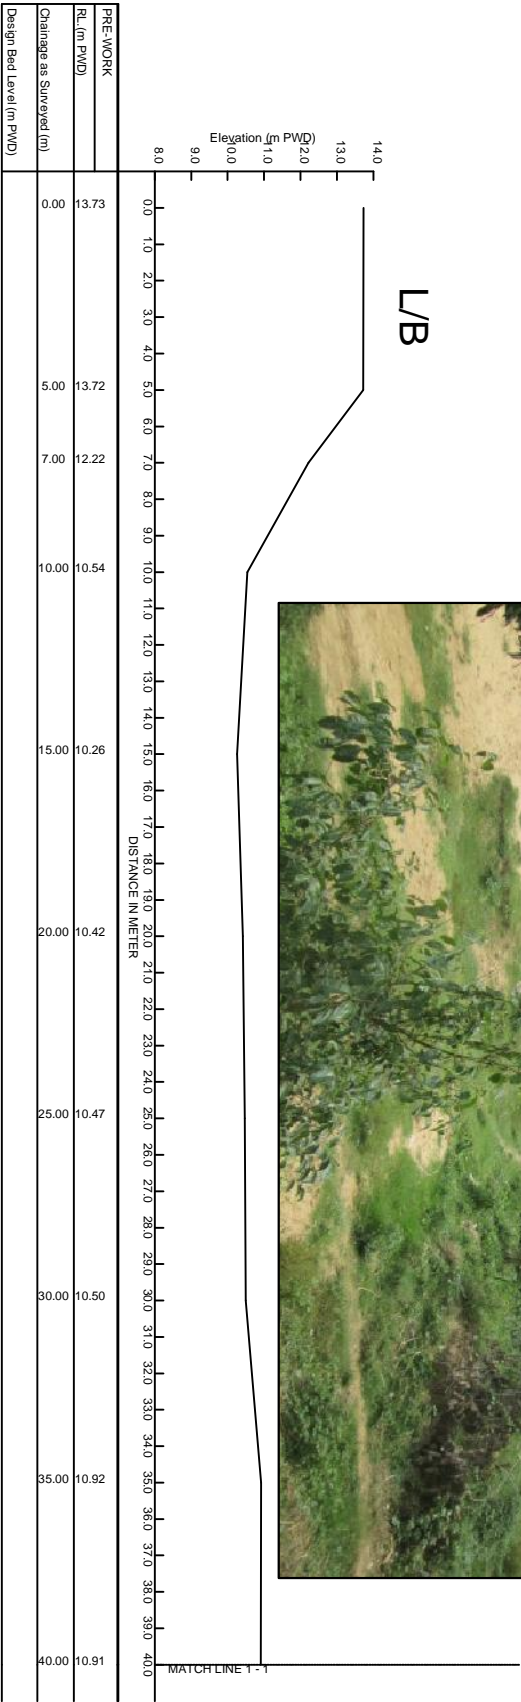 L/B
14.0
13.0
12.0
11.0
10.0
9.0
8.0
Elevation (m PWD)
0.0 1.0 2.0 3.0 4.0 5.0 6.0 7.0 8.0 9.0 10.0 11.0 12.0 13.0 14.0 15.0 16.0 17.0 18.0 19.0 20.0 21.0 22.0 23.0 24.0 25.0 26.0 27.0 28.0 29.0 30.0 31.0 32.0 33.0 34.0 35.0 36.0 37.0 38.0 39.0 40.0
MATCH LINE 1 - 1
DISTANCE IN METER
PRE-WORK
RL.(m PWD) 13.73 13.72 12.22 10.54 10.26 10.42 10.47 10.50 10.92 10.91
Chainage as Surveyed (m) 0.00 5.00 7.00 10.00 15.00 20.00 25.00 30.00 35.00 40.00
Design Bed Level (m PWD)